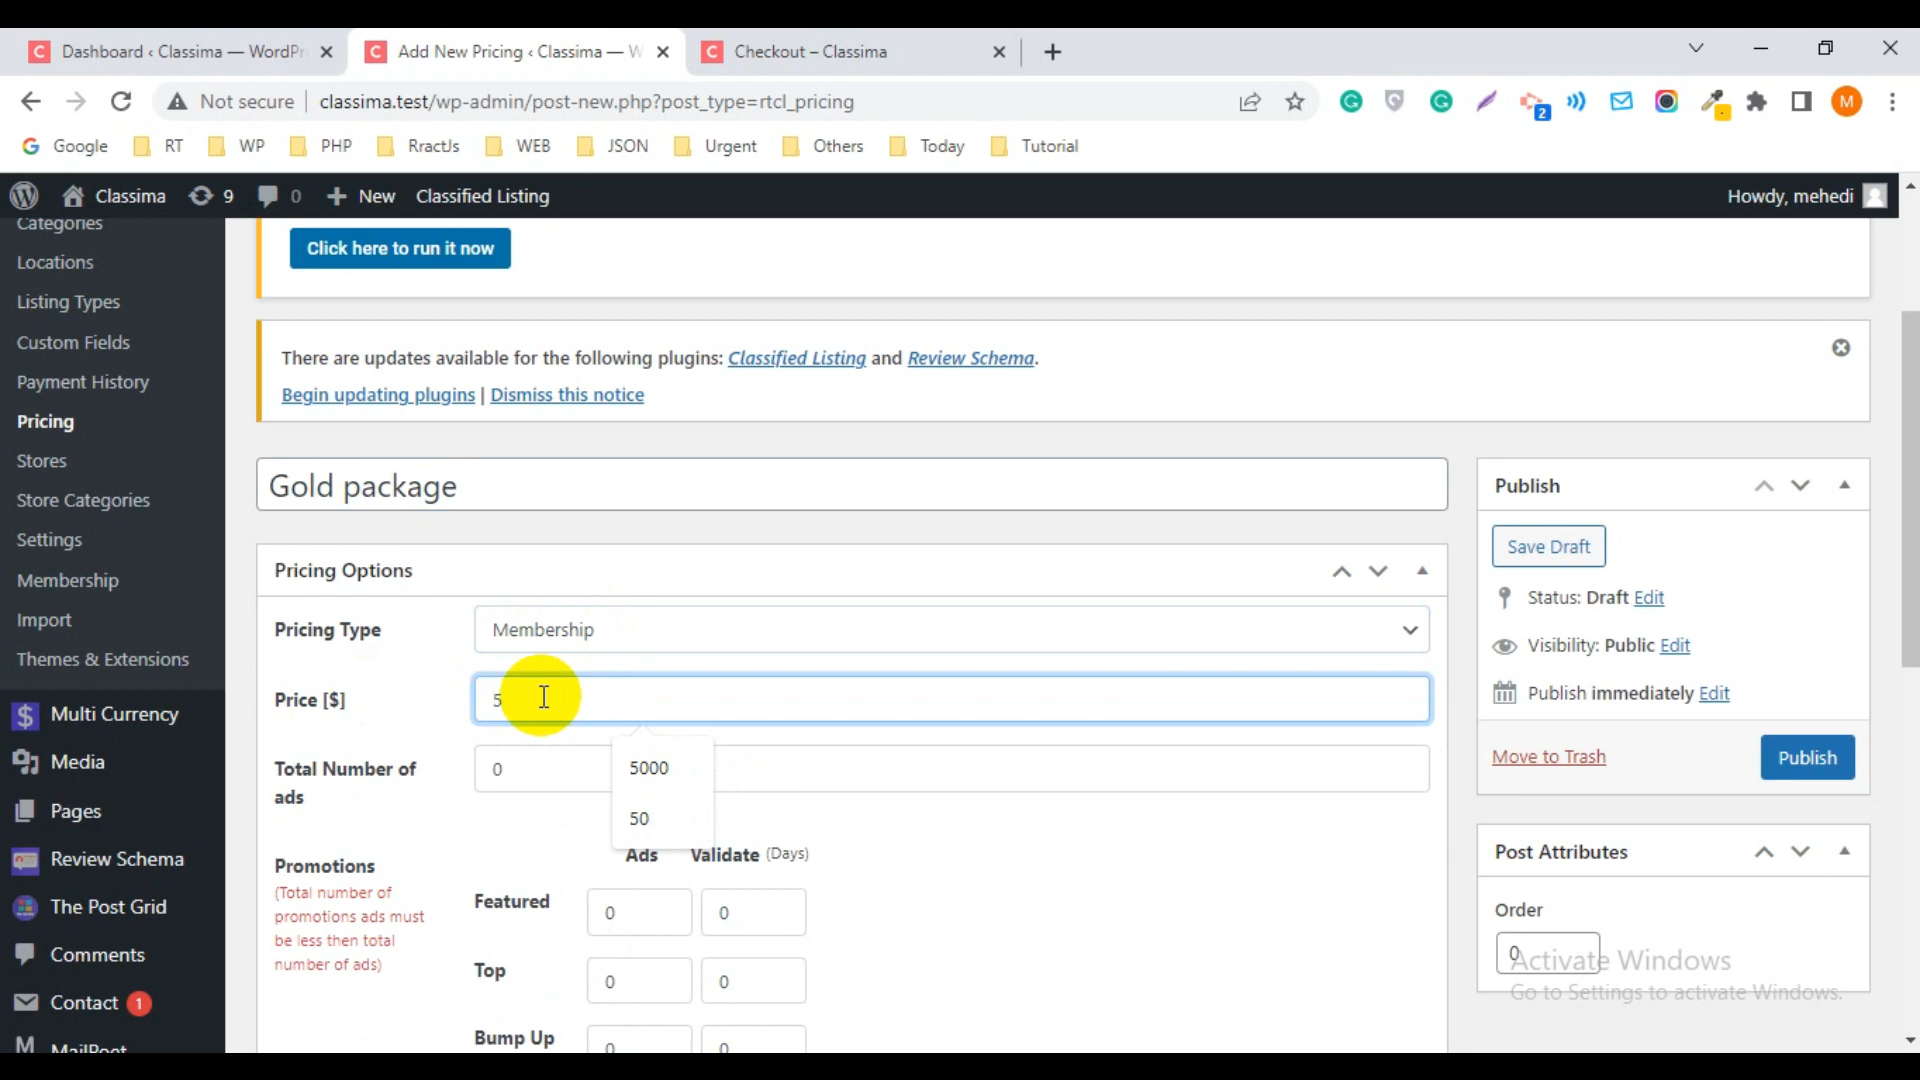 Dashboard ‹ Classima — WordPr
Add New Pricing ‹ Classima — W
Checkout – Classima
Not secure
classima.test/wp-admin/post-new.php?post_type=rtcl_pricing
2
M
Google
RT
WP
PHP
RractJs
WEB
JSON
Urgent
Others
Today
Tutorial
Classima
9
0
New
Classified Listing
Howdy, mehedi
Categories
Locations
Listing Types
Custom Fields
Payment History
Pricing
Stores
Store Categories
Settings
Membership
Import
Themes & Extensions
Multi Currency
Media
Pages
Review Schema
The Post Grid
Comments
Contact 1
MailPoet
Click here to run it now
There are updates available for the following plugins: Classified Listing and Review Schema.
Begin updating plugins | Dismiss this notice
Gold package
Pricing Options
Pricing Type
Membership
Price [$]
5
5000
50
Total Number of
ads
0
Ads
Validate (Days)
Promotions
(Total number of
promotions ads must
be less then total
number of ads)
Featured
0
0
Top
0
0
Bump Up
0
0
Publish
Save Draft
Status: Draft Edit
Visibility: Public Edit
Publish immediately Edit
Move to Trash
Publish
Post Attributes
Order
0
Activate Windows
Go to Settings to activate Windows.